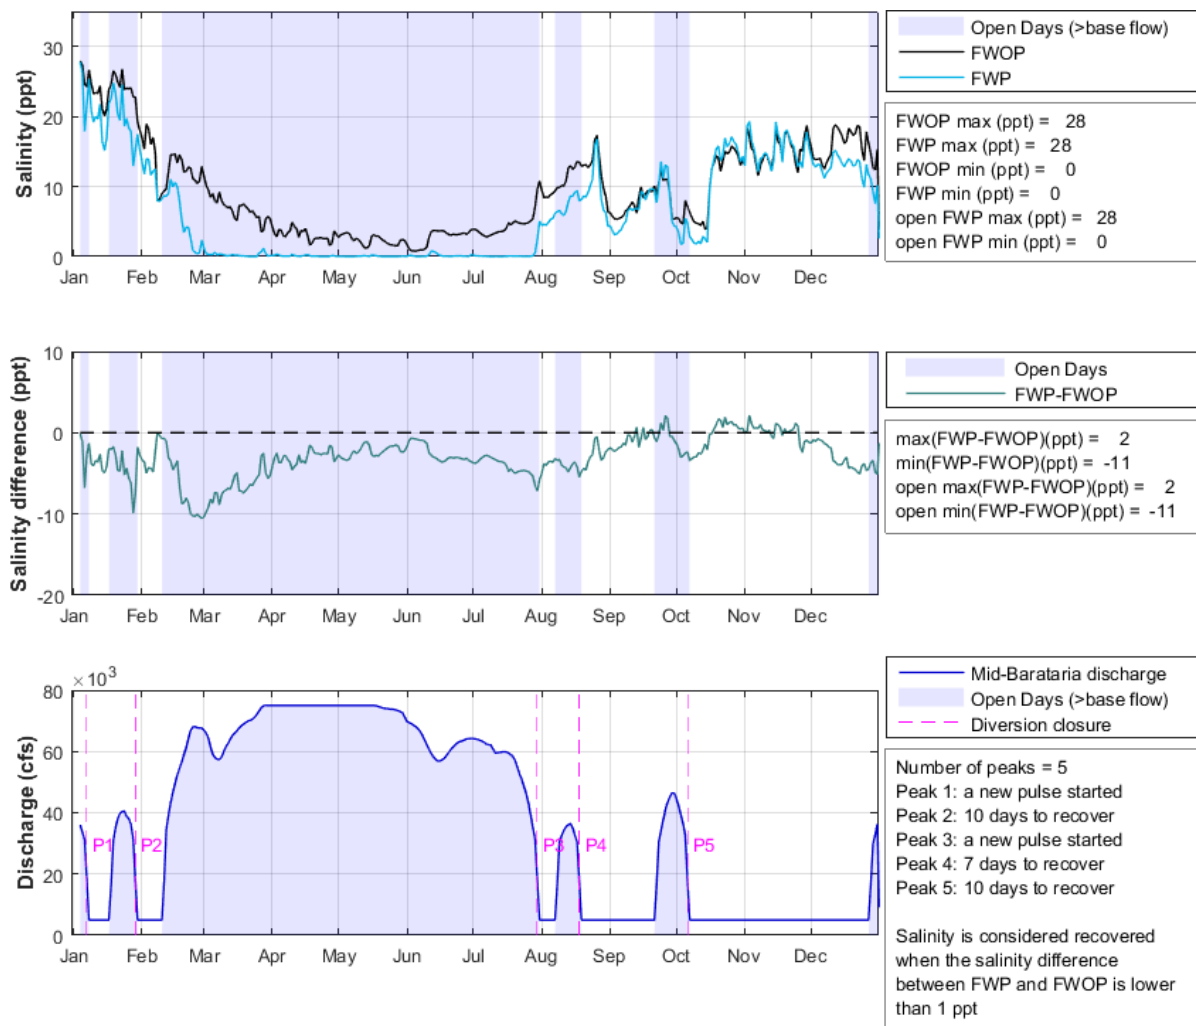 30
20
10
0
Salinity (ppt)
Jan Feb Mar Apr May Jun Jul Aug Sep Oct Nov Dec
Open Days (>base flow)
FWOP
FWP
FWOP max (ppt) = 28
FWP max (ppt) = 28
FWOP min (ppt) = 0
FWP min (ppt) = 0
open FWP max (ppt) = 28
open FWP min (ppt) = 0
10
0
-10
-20
Salinity difference (ppt)
Jan Feb Mar Apr May Jun Jul Aug Sep Oct Nov Dec
Open Days
FWP-FWOP
max(FWP-FWOP)(ppt) = 2
min(FWP-FWOP)(ppt) = -11
open max(FWP-FWOP)(ppt) = 2
open min(FWP-FWOP)(ppt) = -11
× 10³
80
60
40
20
0
Discharge (cfs)
P1 P2 P3 P4 P5
Jan Feb Mar Apr May Jun Jul Aug Sep Oct Nov Dec
Mid-Barataria discharge
Open Days (>base flow)
Diversion closure
Number of peaks = 5
Peak 1: a new pulse started
Peak 2: 10 days to recover
Peak 3: a new pulse started
Peak 4: 7 days to recover
Peak 5: 10 days to recover
Salinity is considered recovered
when the salinity difference
between FWP and FWOP is lower
than 1 ppt